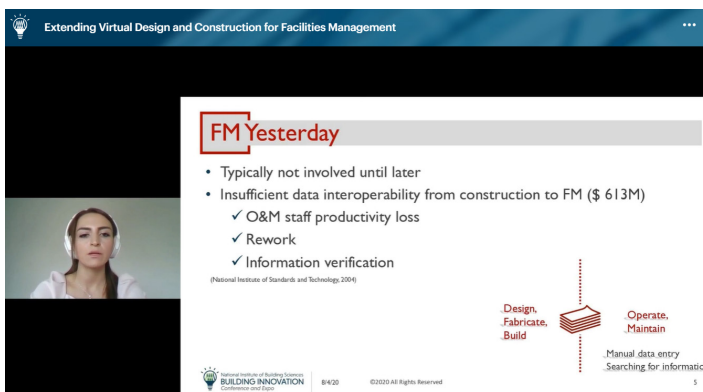 Extending Virtual Design and Construction for Facilities Management
FM Yesterday
• Typically not involved until later
• Insufficient data interoperability from construction to FM ($ 613M)
✓ O&M staff productivity loss
✓ Rework
✓ Information verification
(National Institute of Standards and Technology, 2004)
Design,
Fabricate,
Build
Operate,
Maintain
Manual data entry
Searching for informatic
National Institute of Building Sciences
BUILDING INNOVATION
Conference and Expo
8/4/20
©2020 All Rights Reserved
5